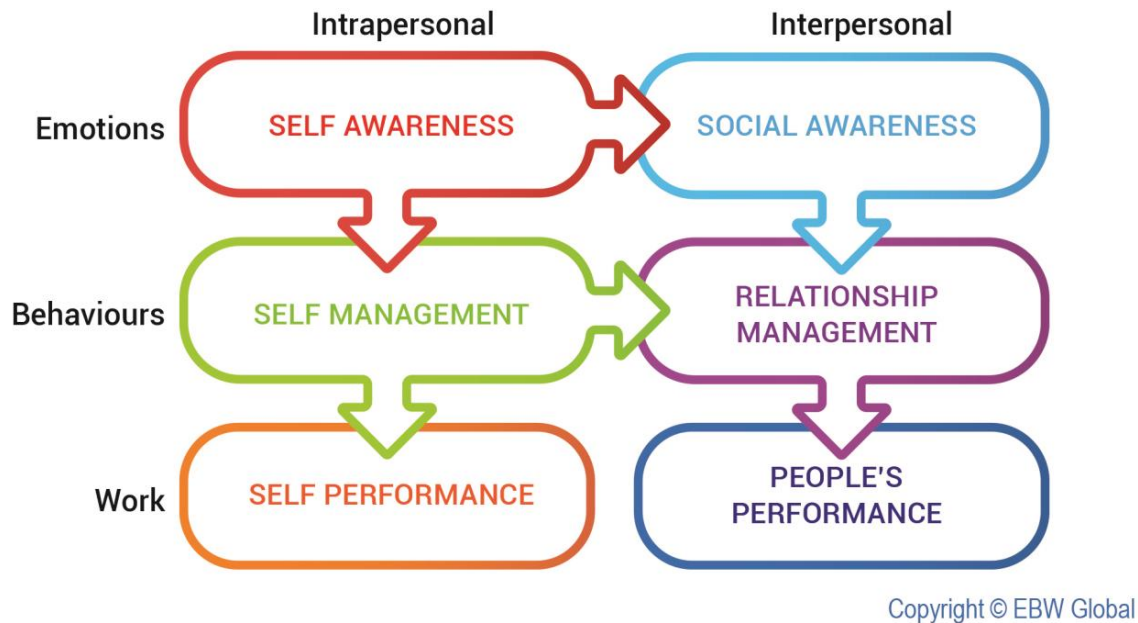 Intrapersonal
Interpersonal
Emotions
SELF AWARENESS
SOCIAL AWARENESS
Behaviours
SELF MANAGEMENT
RELATIONSHIP
MANAGEMENT
Work
SELF PERFORMANCE
PEOPLE'S
PERFORMANCE
Copyright © EBW Global